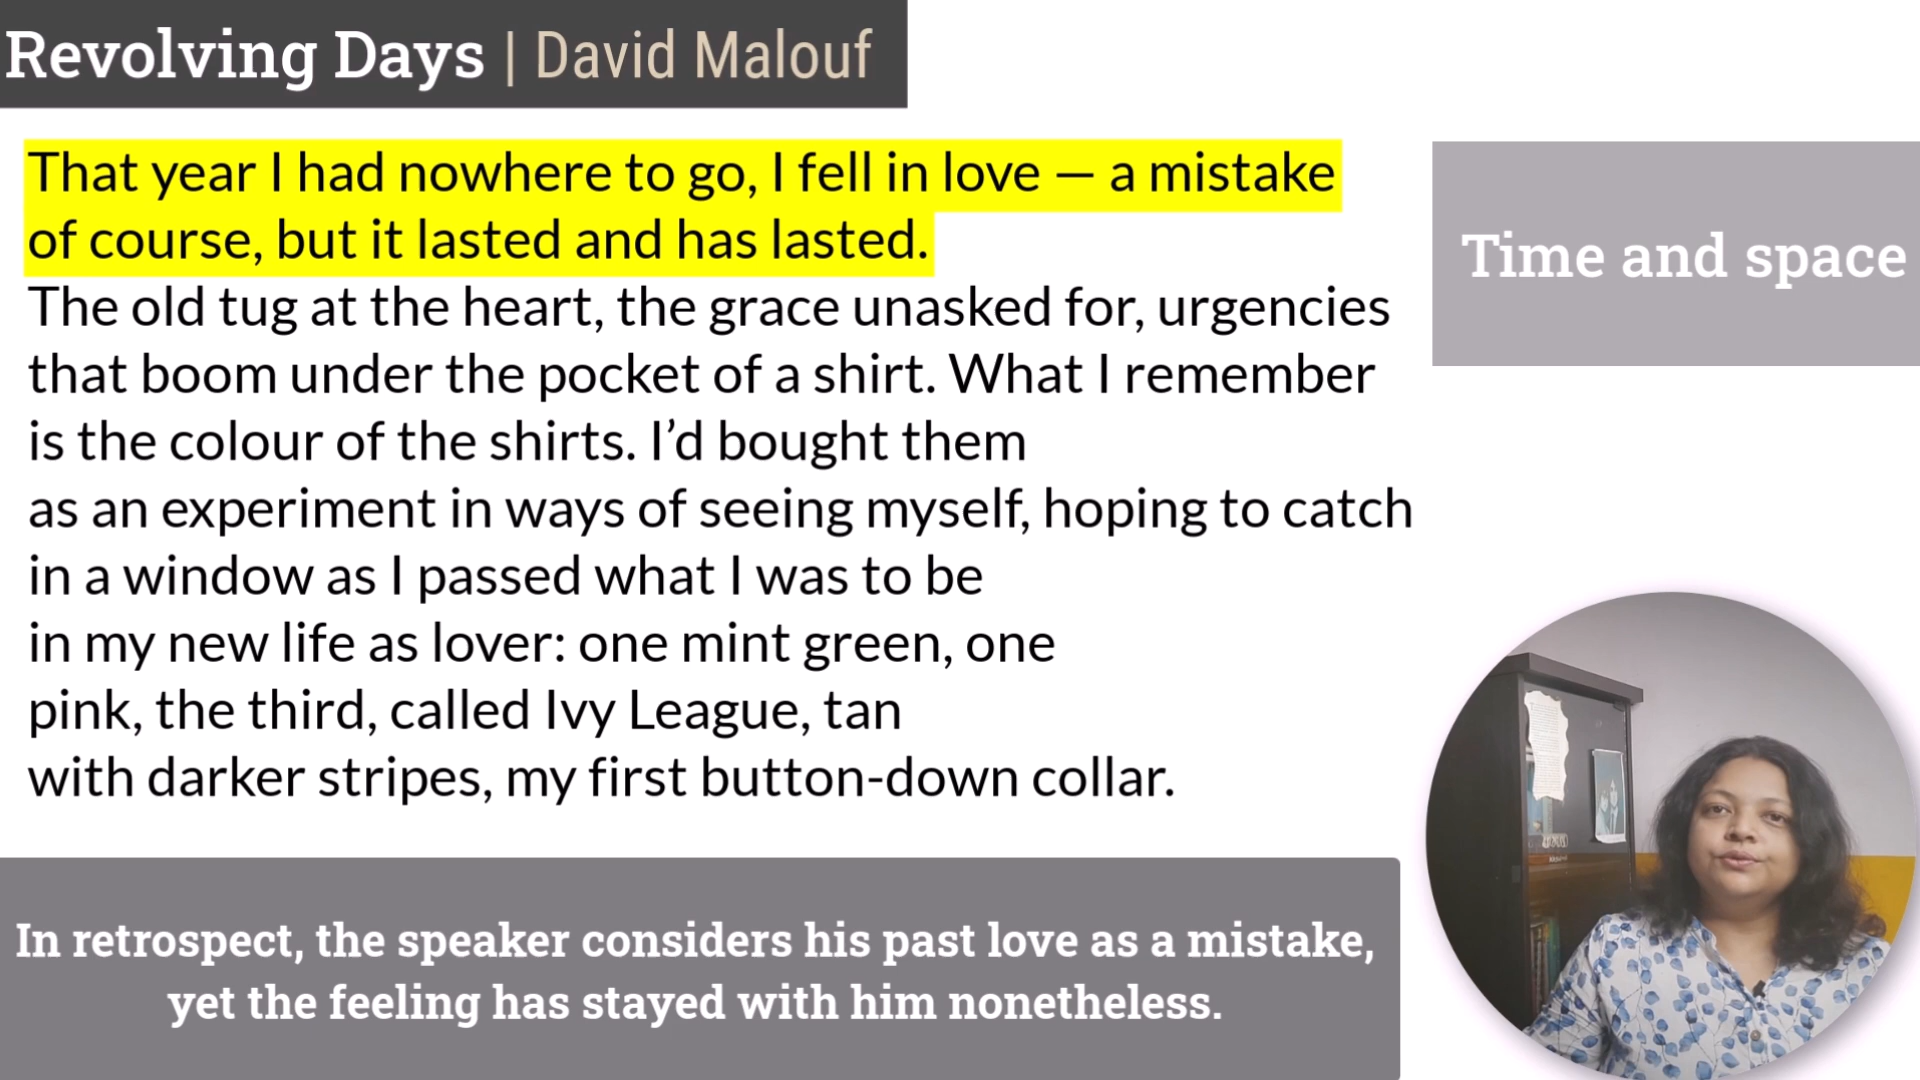 Revolving Days | David Malouf
That year I had nowhere to go, I fell in love — a mistake
of course, but it lasted and has lasted.
The old tug at the heart, the grace unasked for, urgencies
that boom under the pocket of a shirt. What I remember
is the colour of the shirts. I’d bought them
as an experiment in ways of seeing myself, hoping to catch
in a window as I passed what I was to be
in my new life as lover: one mint green, one
pink, the third, called Ivy League, tan
with darker stripes, my first button-down collar.
Time and space
In retrospect, the speaker considers his past love as a mistake,
yet the feeling has stayed with him nonetheless.